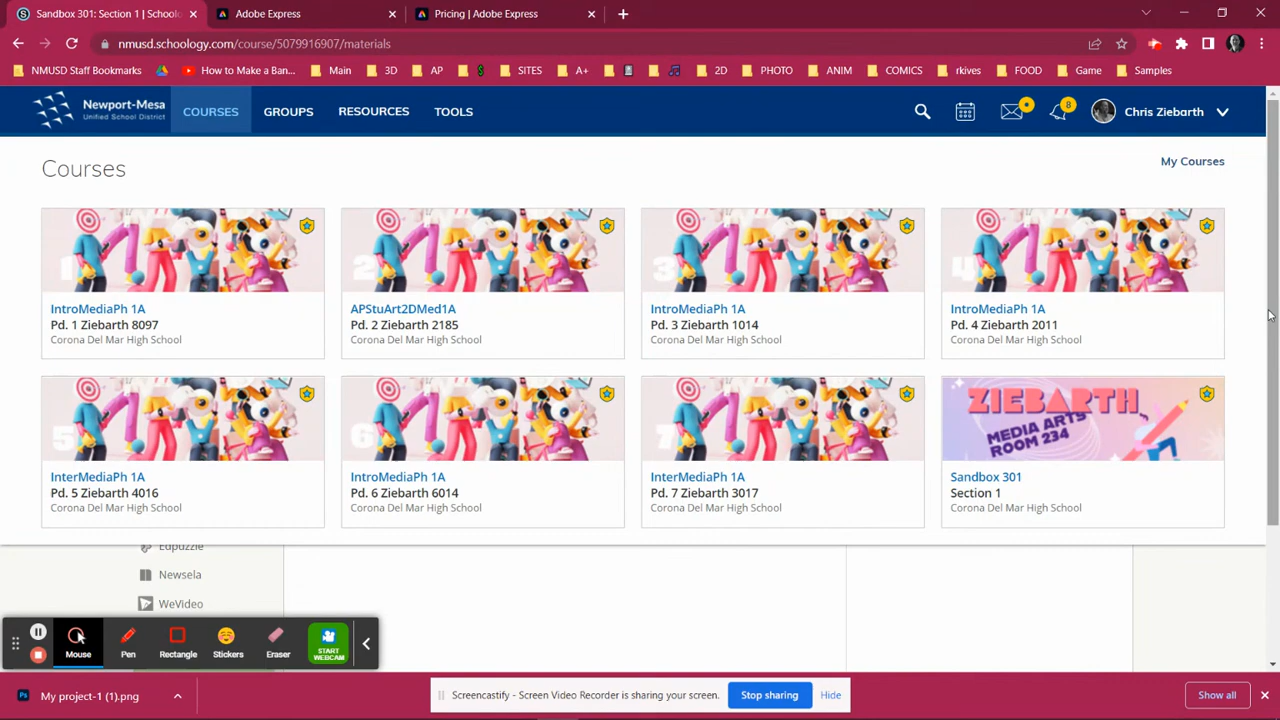 Sandbox 301: Section 1 | Schoolo
Adobe Express
Pricing | Adobe Express
nmusd.schoology.com/course/5079916907/materials
NMUSD Staff Bookmarks
How to Make a Ban...
Main
3D
AP
SITES
A+
2D
PHOTO
ANIM
COMICS
rkives
FOOD
Game
Samples
Newport-Mesa
Unified School District
COURSES
GROUPS
RESOURCES
TOOLS
8
Chris Ziebarth
Courses
My Courses
1
2
3
4
IntroMediaPh 1A
Pd. 1 Ziebarth 8097
Corona Del Mar High School
APStuArt2DMed1A
Pd. 2 Ziebarth 2185
Corona Del Mar High School
IntroMediaPh 1A
Pd. 3 Ziebarth 1014
Corona Del Mar High School
IntroMediaPh 1A
Pd. 4 Ziebarth 2011
Corona Del Mar High School
5
6
7
ZIEBARTH
MEDIA ARTS
ROOM 234
InterMediaPh 1A
Pd. 5 Ziebarth 4016
Corona Del Mar High School
IntroMediaPh 1A
Pd. 6 Ziebarth 6014
Corona Del Mar High School
InterMediaPh 1A
Pd. 7 Ziebarth 3017
Corona Del Mar High School
Sandbox 301
Section 1
Corona Del Mar High School
Edpuzzle
Newsela
WeVideo
Mouse
Pen
Rectangle
Stickers
Eraser
START
WEBCAM
My project-1 (1).png
Screencastify - Screen Video Recorder is sharing your screen.
Stop sharing
Hide
Show all